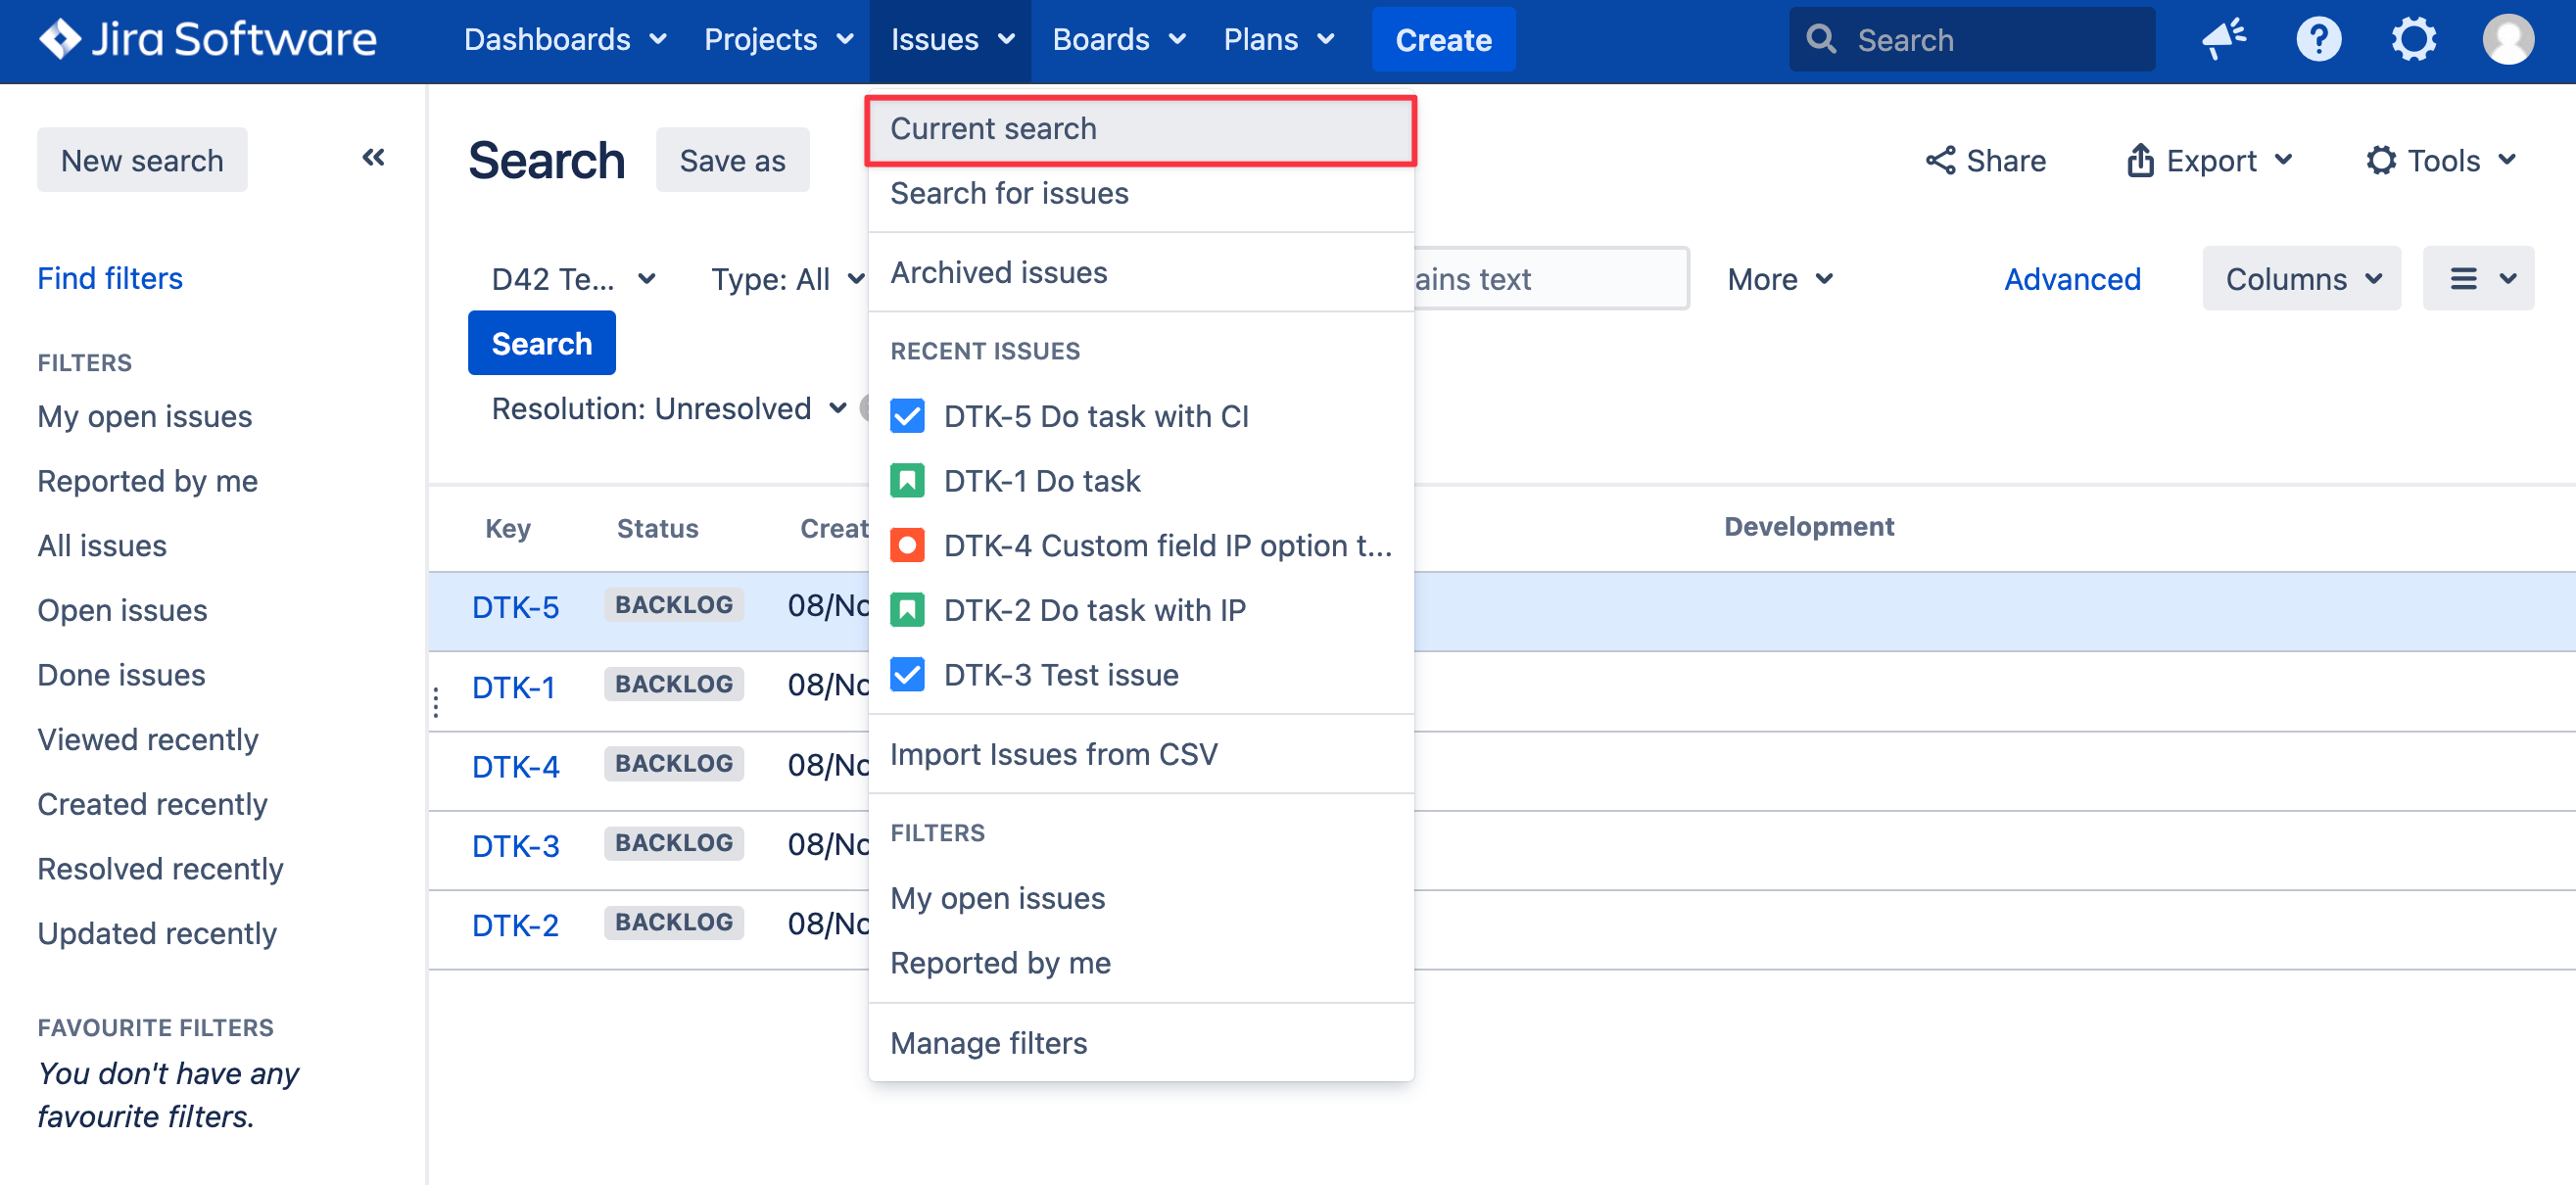 Jira Software Dashboards Projects Issues Boards Plans Create Search
New search
Find filters
FILTERS
My open issues
Reported by me
All issues
Open issues
Done issues
Viewed recently
Created recently
Resolved recently
Updated recently
FAVOURITE FILTERS
You don't have any
favourite filters.
Search Save as
Share Export Tools
D42 Te... Type: All ains text More Advanced Columns
Search
Resolution: Unresolved
Key Status Creat Development
DTK-5 BACKLOG 08/No
DTK-1 BACKLOG 08/No
DTK-4 BACKLOG 08/No
DTK-3 BACKLOG 08/No
DTK-2 BACKLOG 08/No
Current search
Search for issues
Archived issues
RECENT ISSUES
DTK-5 Do task with CI
DTK-1 Do task
DTK-4 Custom field IP option t...
DTK-2 Do task with IP
DTK-3 Test issue
Import Issues from CSV
FILTERS
My open issues
Reported by me
Manage filters